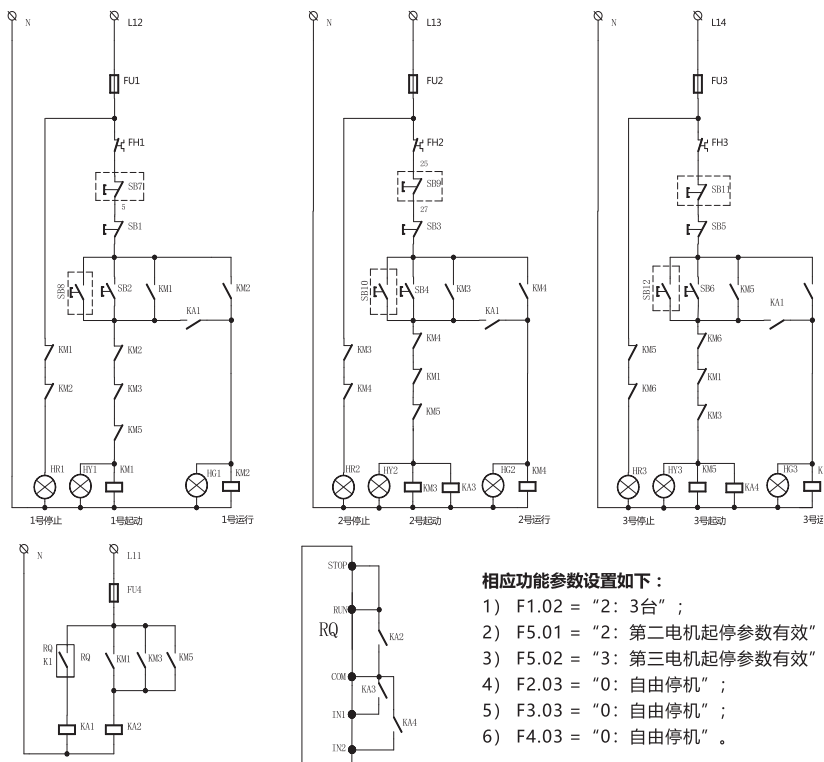 N
L12
FU1
FH1
SB7
5
SB1
SB8
SB2
KM1
KM2
KA1
KM1
KM2
KM2
KM3
KM5
HR1
HY1
KM1
HG1
KM2
1号停止
1号起动
1号运行
N
L13
FU2
FH2
25
SB9
27
SB3
SB10
SB4
KM3
KM4
KA1
KM3
KM4
KM4
KM1
KM5
HR2
HY2
KM3
KA3
HG2
KM4
2号停止
2号起动
2号运行
N
L14
FU3
FH3
SB11
SB5
SB12
SB6
KM5
KA1
KM5
KM6
KM6
KM1
KM3
HR3
HY3
KM5
KA4
HG3
3号停止
3号起动
N
L11
FU4
RQ
K1
RQ
KM1
KM3
KM5
KA1
KA2
STOP
RUN
RQ
COM
IN1
IN2
KA2
KA3
KA4
相应功能参数设置如下：
1） F1.02 = “2：3台”；
2） F5.01 = “2：第二电机起停参数有效”
3） F5.02 = “3：第三电机起停参数有效”
4） F2.03 = “0：自由停机”；
5） F3.03 = “0：自由停机”；
6） F4.03 = “0：自由停机”。